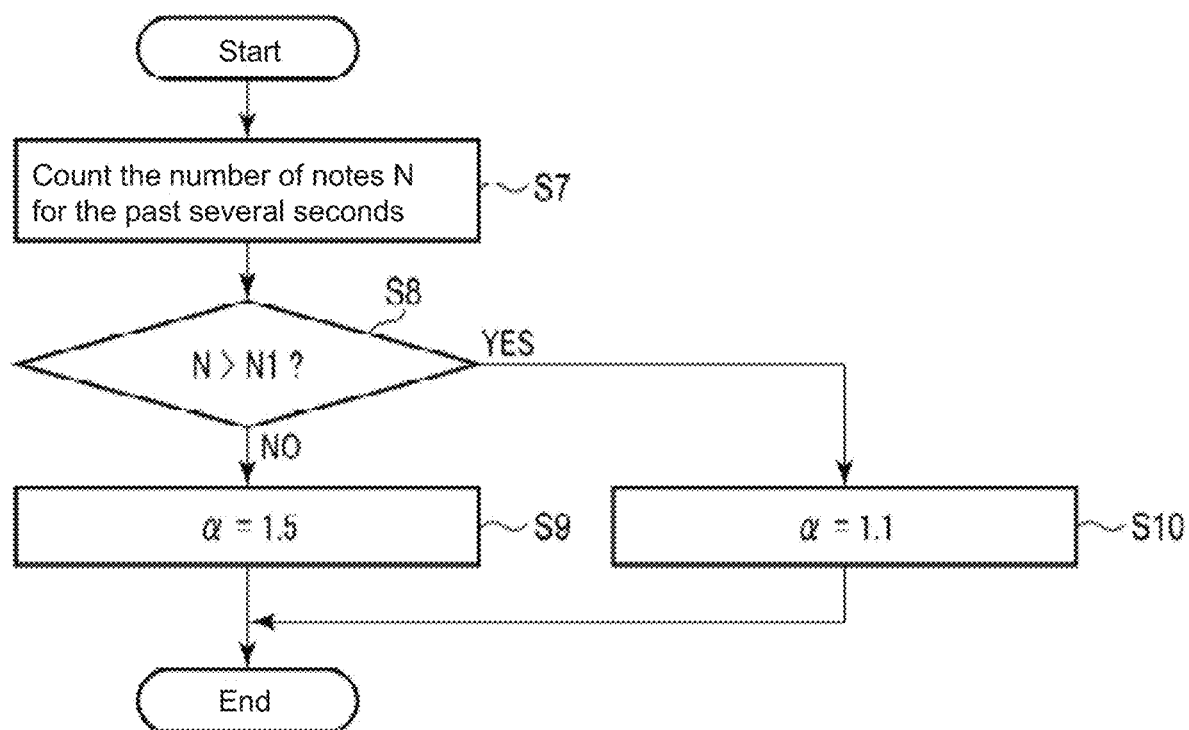 Start
Count the number of notes N
for the past several seconds
S7
S8
N > N1 ?
YES
NO
α = 1.5
S9
α = 1.1
S10
End